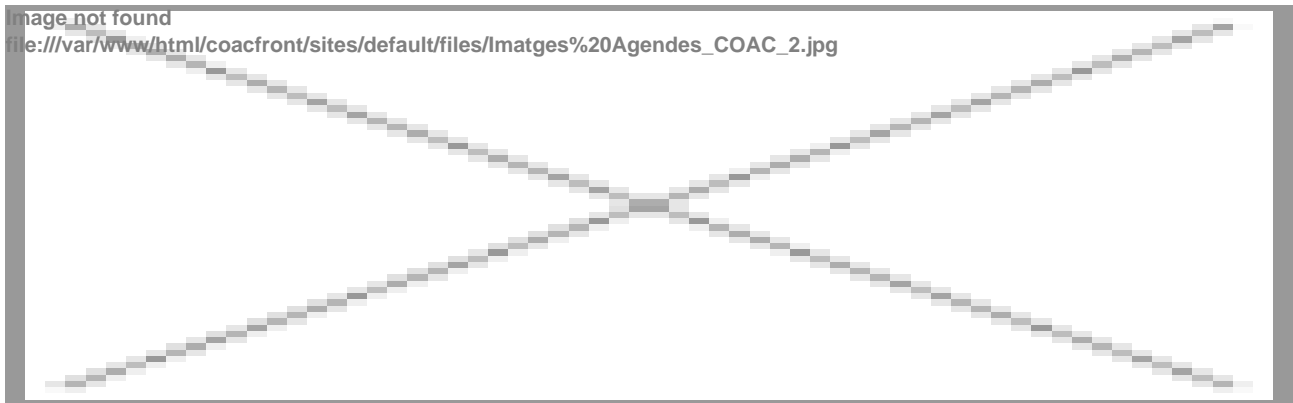 Image not found
file:///var/www/html/coacfront/sites/default/files/Imatges%20Agendes_COAC_2.jpg